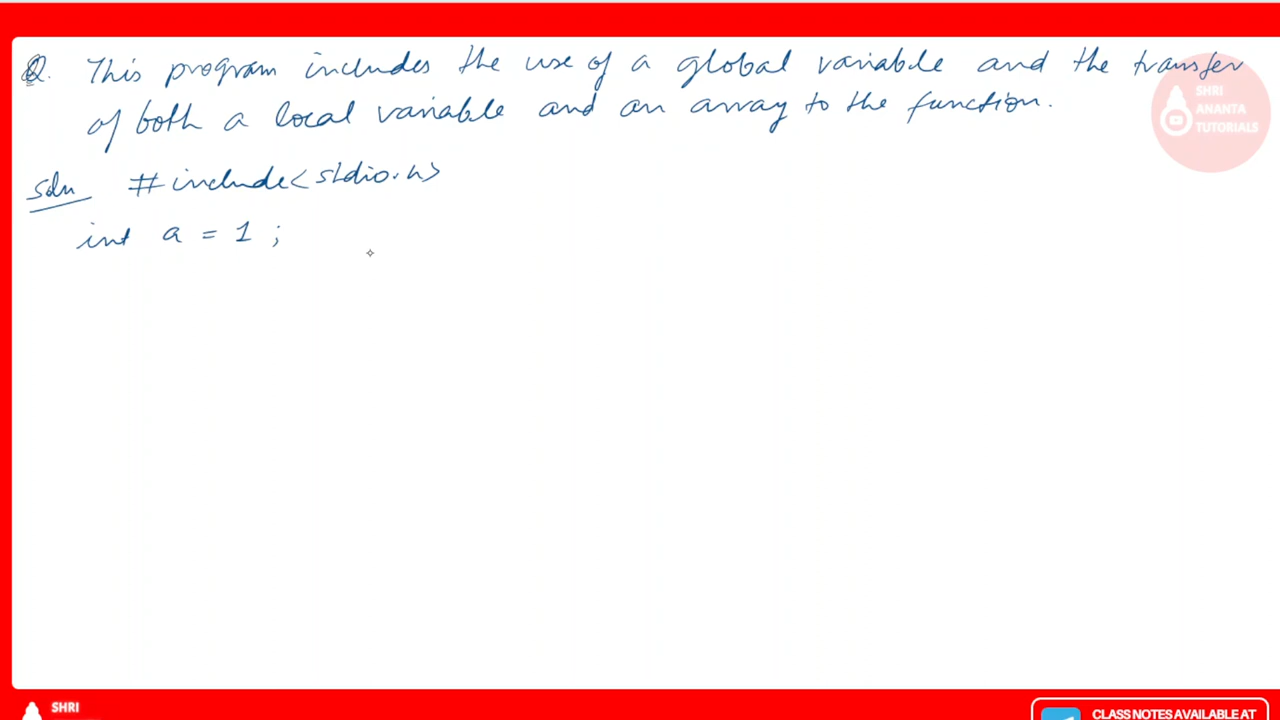 Q. This program includes the use of a global variable and the transfer
of both a local variable and an array to the function.
Soln #include<stdio.h>
int a = 1 ;
SHRI
ANANTA
TUTORIALS
SHRI
CLASS NOTES AVAILABLE AT